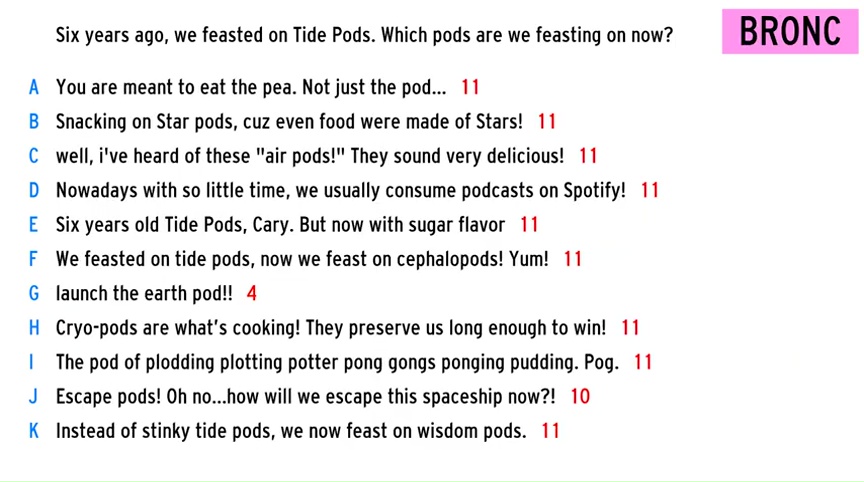 Six years ago, we feasted on Tide Pods. Which pods are we feasting on now?
BRONC
A You are meant to eat the pea. Not just the pod... 11
B Snacking on Star pods, cuz even food were made of Stars! 11
C well, i've heard of these "air pods!" They sound very delicious! 11
D Nowadays with so little time, we usually consume podcasts on Spotify! 11
E Six years old Tide Pods, Cary. But now with sugar flavor 11
F We feasted on tide pods, now we feast on cephalopods! Yum! 11
G launch the earth pod!! 4
H Cryo-pods are what’s cooking! They preserve us long enough to win! 11
I The pod of plodding plotting potter pong gongs ponging pudding. Pog. 11
J Escape pods! Oh no...how will we escape this spaceship now?! 10
K Instead of stinky tide pods, we now feast on wisdom pods. 11